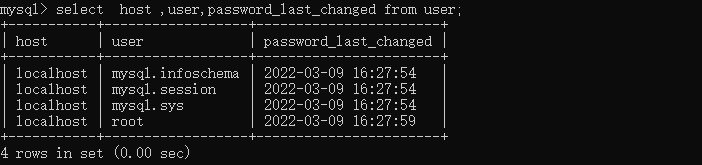 mysql> select  host ,user,password_last_changed from user;
+-----------+------------------+-----------------------+
| host      | user             | password_last_changed |
+-----------+------------------+-----------------------+
| localhost | mysql.infoschema | 2022-03-09 16:27:54   |
| localhost | mysql.session    | 2022-03-09 16:27:54   |
| localhost | mysql.sys        | 2022-03-09 16:27:54   |
| localhost | root             | 2022-03-09 16:27:59   |
+-----------+------------------+-----------------------+
4 rows in set (0.00 sec)